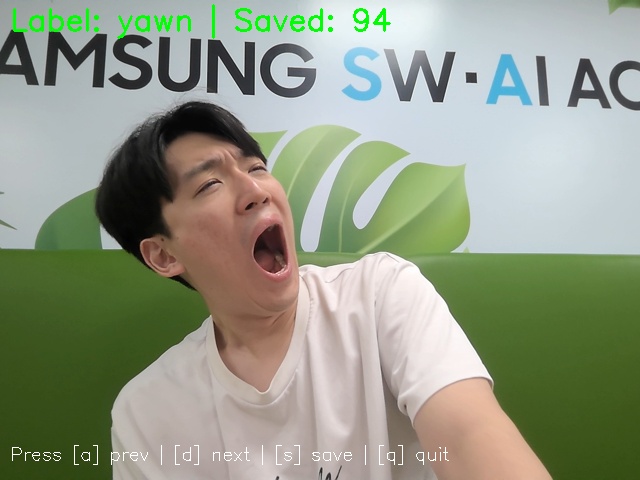 Label: yawn | Saved: 94
AMSUNG SW·AI AC
Press [a] prev | [d] next | [s] save | [q] quit